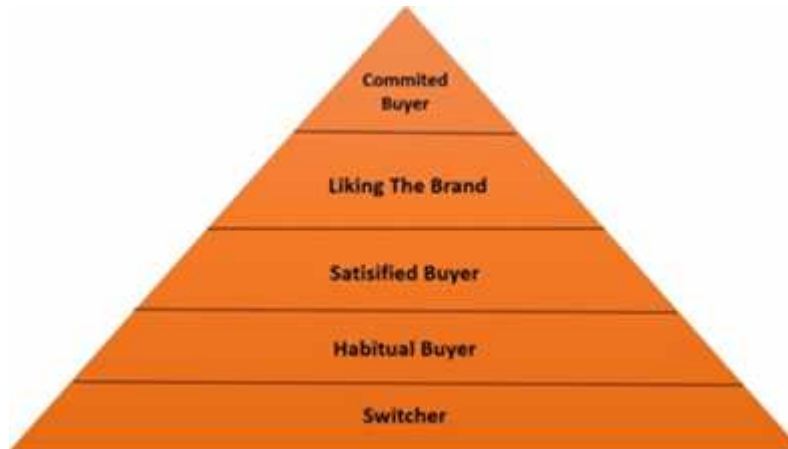 Commited
Buyer
Liking The Brand
Satisified Buyer
Habitual Buyer
Switcher